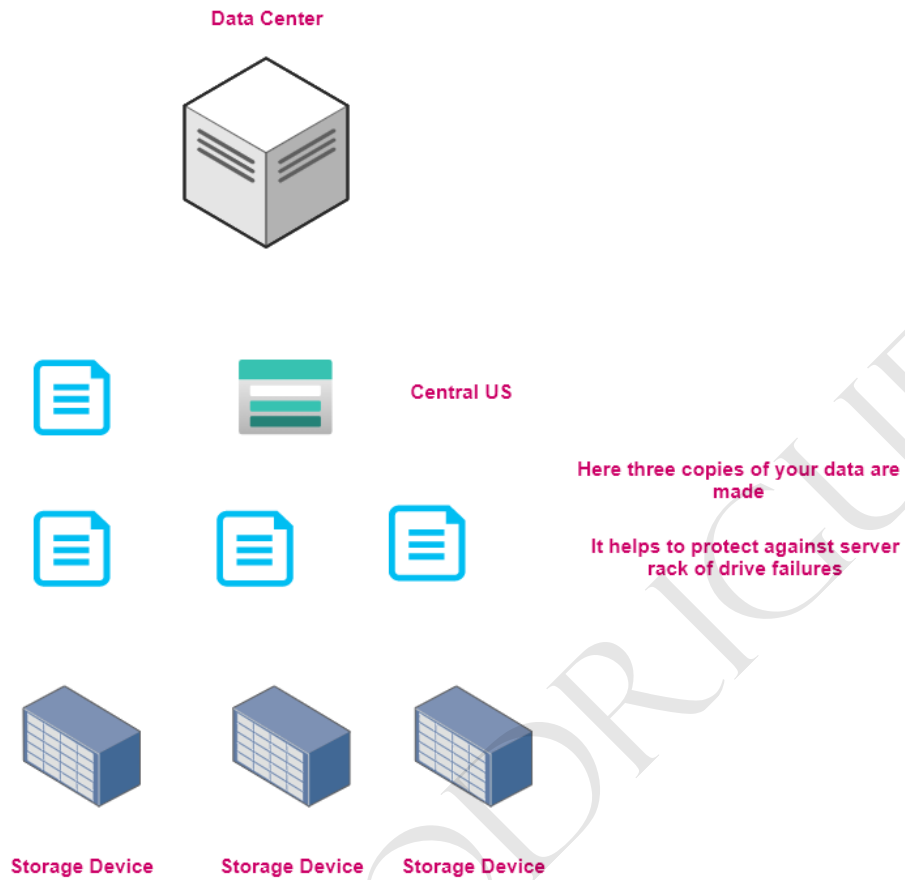 Data Center
Central US
Here three copies of your data are
made
It helps to protect against server
rack of drive failures
Storage Device
Storage Device
Storage Device